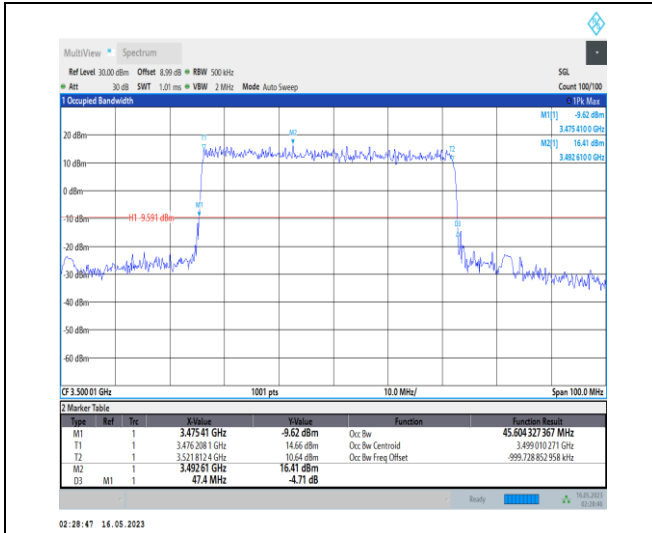 MultiView Spectrum
Ref Level 30.00 dBm Offset 8.99 dB RBW 500 kHz SGL
Att 30 dB SWT 1.01 ms VBW 2 MHz Mode Auto Sweep Count 100/100
1 Occupied Bandwidth 1Pk Max
M1[1] -9.62 dBm
3.475 410 0 GHz
M2[1] 16.41 dBm
3.492 610 0 GHz
20 dBm
T1 M2 T2
10 dBm
0 dBm
M1
-10 dBm H1 -9.591 dBm
D3
-20 dBm
-30 dBm
-40 dBm
-50 dBm
-60 dBm
CF 3.500 01 GHz 1001 pts 10.0 MHz/ Span 100.0 MHz
2 Marker Table
Type Ref Trc X-Value Y-Value Function Function Result
M1 1 3.475 41 GHz -9.62 dBm Occ Bw 45.604 327 367 MHz
T1 1 3.476 208 1 GHz 14.66 dBm Occ Bw Centroid 3.499 010 271 GHz
T2 1 3.521 812 4 GHz 10.64 dBm Occ Bw Freq Offset -999.728 852 958 kHz
M2 1 3.492 61 GHz 16.41 dBm
D3 M1 1 47.4 MHz -4.71 dB
Ready 16.05.2023
02:28:46
02:28:47 16.05.2023